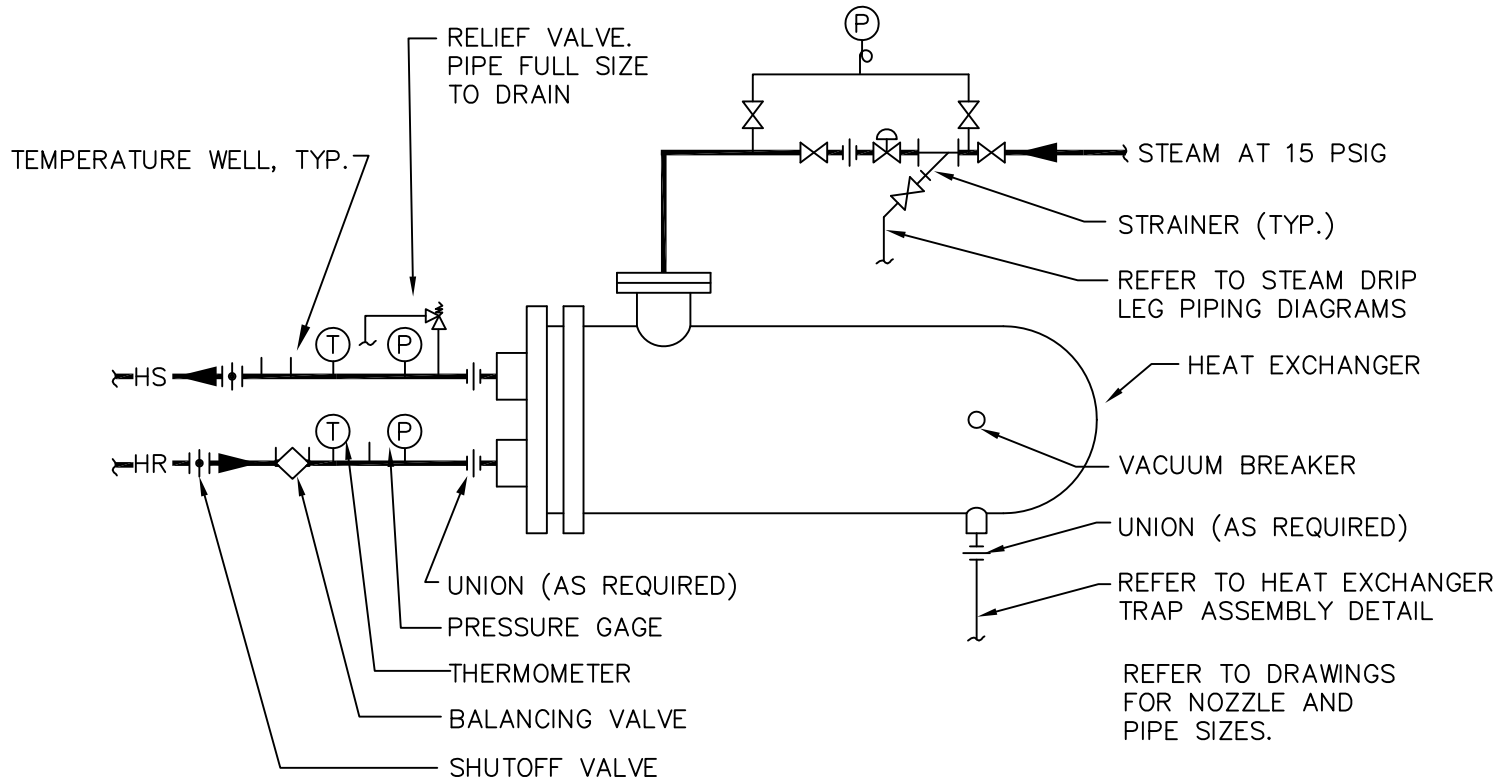 P
RELIEF VALVE.
PIPE FULL SIZE
TO DRAIN
TEMPERATURE WELL, TYP.
STEAM AT 15 PSIG
STRAINER (TYP.)
REFER TO STEAM DRIP
LEG PIPING DIAGRAMS
T
P
HS
HEAT EXCHANGER
T
P
HR
VACUUM BREAKER
UNION (AS REQUIRED)
UNION (AS REQUIRED)
REFER TO HEAT EXCHANGER
TRAP ASSEMBLY DETAIL
PRESSURE GAGE
THERMOMETER
BALANCING VALVE
SHUTOFF VALVE
REFER TO DRAWINGS
FOR NOZZLE AND
PIPE SIZES.